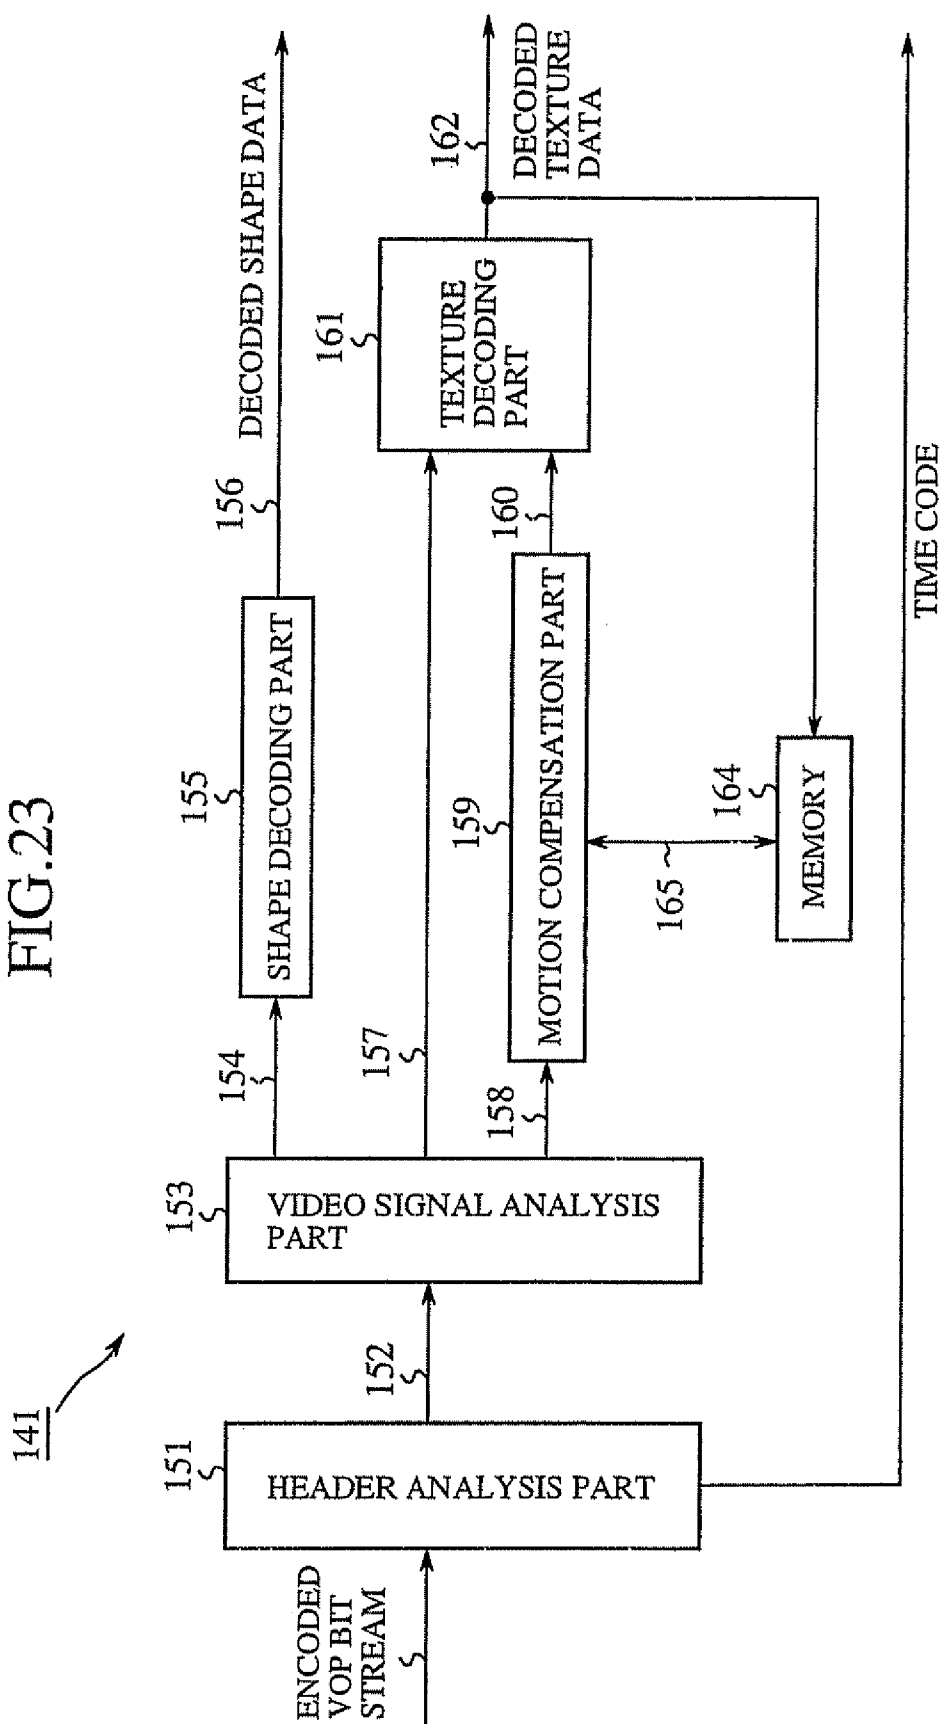 FIG.23
141
ENCODED
VOP BIT
STREAM
151
HEADER ANALYSIS PART
152
153
VIDEO SIGNAL ANALYSIS
PART
154
155
SHAPE DECODING PART
156
DECODED SHAPE DATA
157
158
159
MOTION COMPENSATION PART
160
161
TEXTURE
DECODING
PART
162
DECODED
TEXTURE
DATA
164
MEMORY
165
TIME CODE